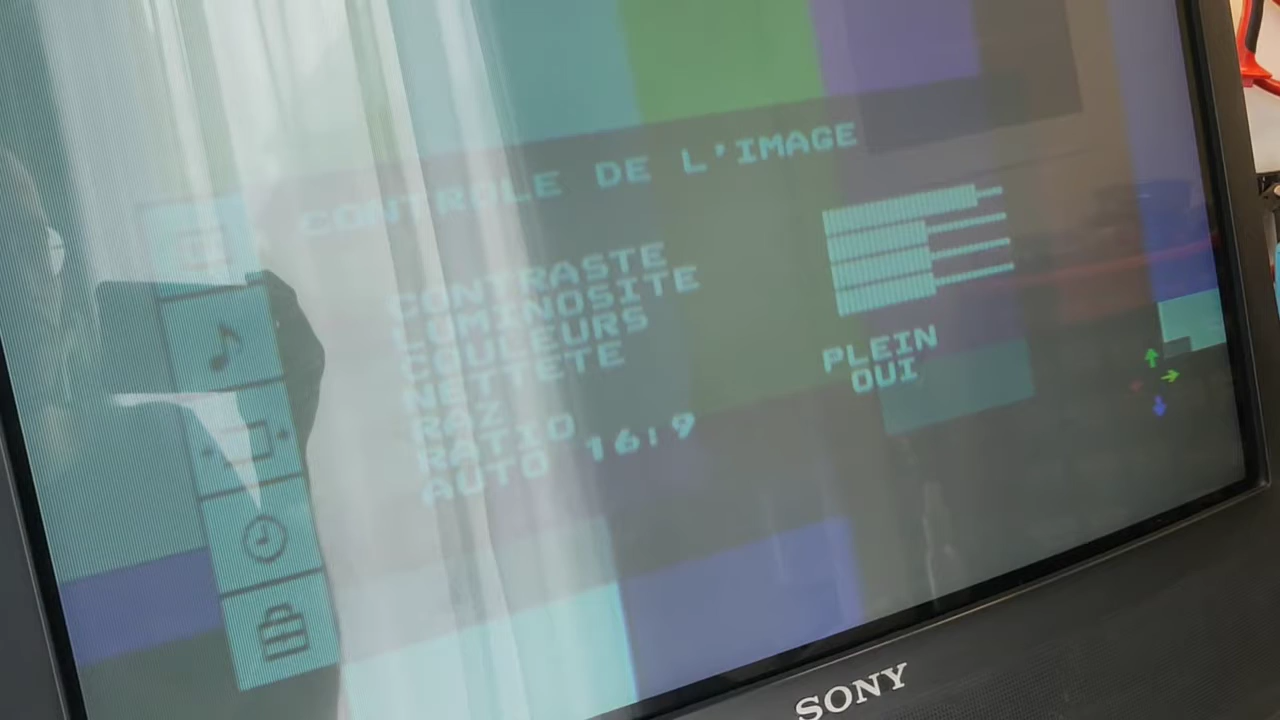 CONTROLE DE L'IMAGE
CONTRASTE
LUMINOSITE
COULEURS
NETTETE
RAZ
RATIO PLEIN
AUTO 16:9 OUI
SONY